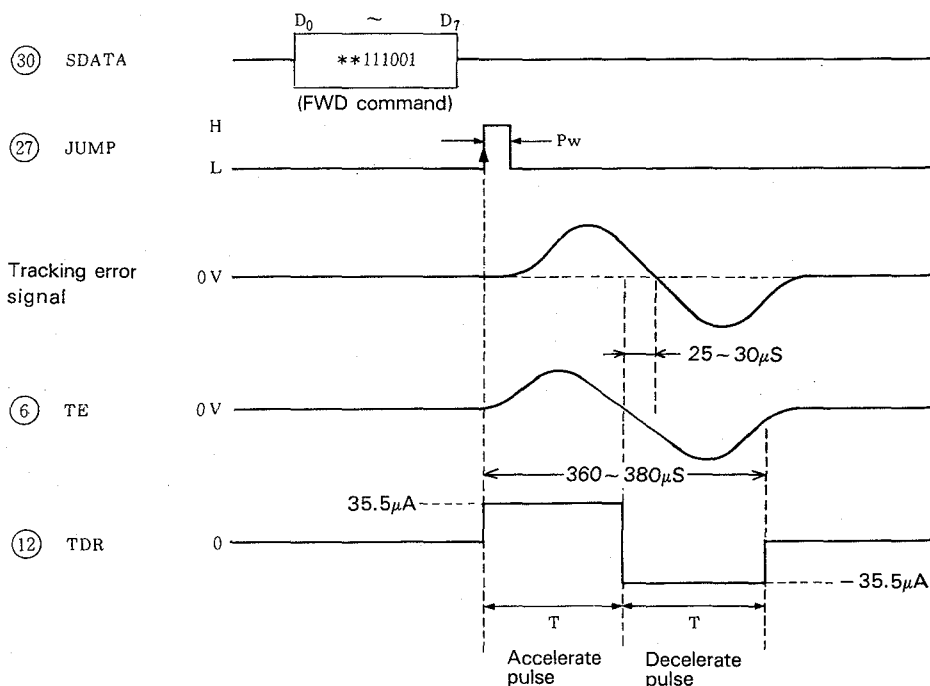 D0 ~ D7
㉚ SDATA
**111001
(FWD command)
㉗ JUMP
H
L
Pw
Tracking error
signal
0 V
25~30μS
⑥ TE
0 V
360~380μS
35.5μA
⑫ TDR
0
-35.5μA
T
T
Accelerate
pulse
Decelerate
pulse